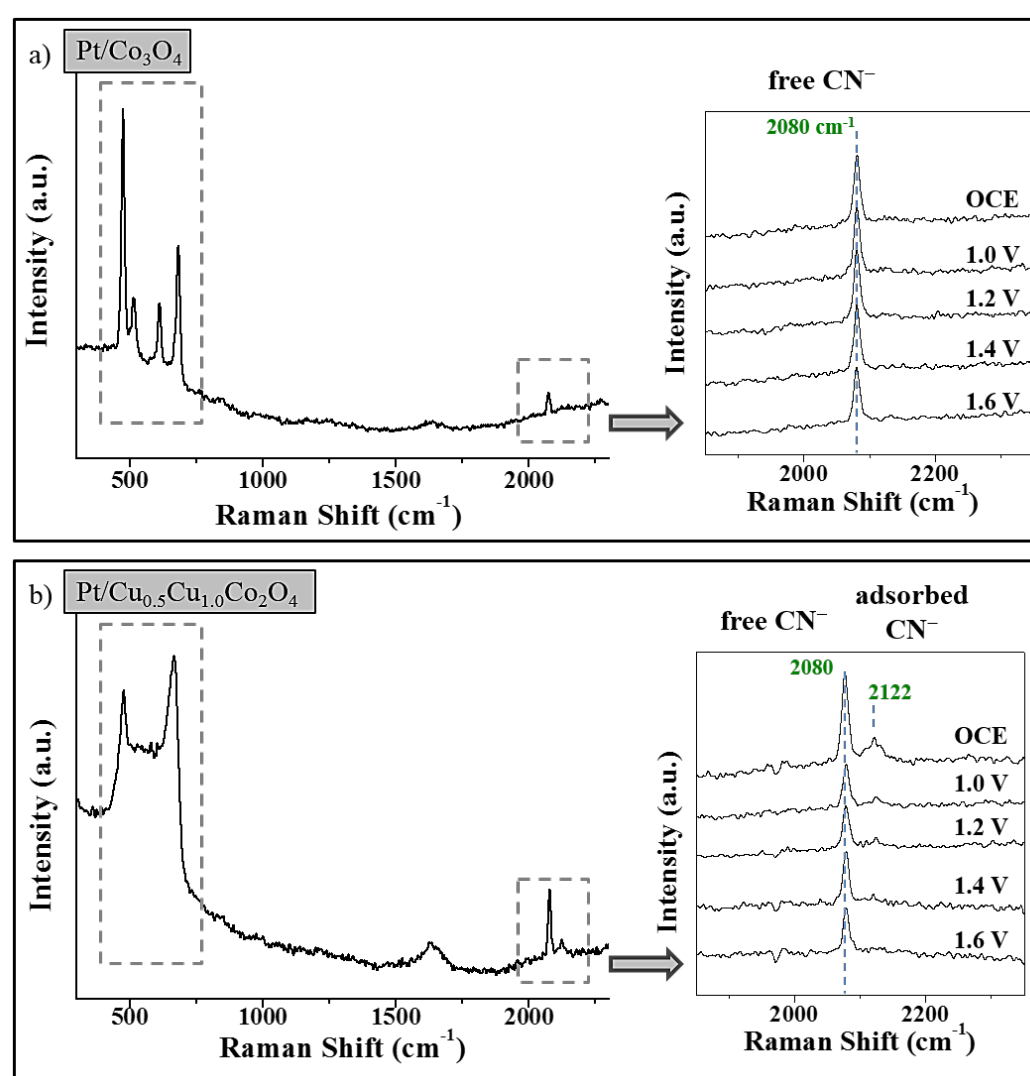 a) Pt/Co₃O₄
Intensity (a.u.)
500 1000 1500 2000
Raman Shift (cm⁻¹)
free CN⁻
2080 cm⁻¹
Intensity (a.u.)
OCE
1.0 V
1.2 V
1.4 V
1.6 V
2000 2200
Raman Shift (cm⁻¹)
b) Pt/Cu₀.₅Cu₁.₀Co₂O₄
Intensity (a.u.)
500 1000 1500 2000
Raman Shift (cm⁻¹)
free CN⁻
adsorbed
CN⁻
2080
2122
Intensity (a.u.)
OCE
1.0 V
1.2 V
1.4 V
1.6 V
2000 2200
Raman Shift (cm⁻¹)